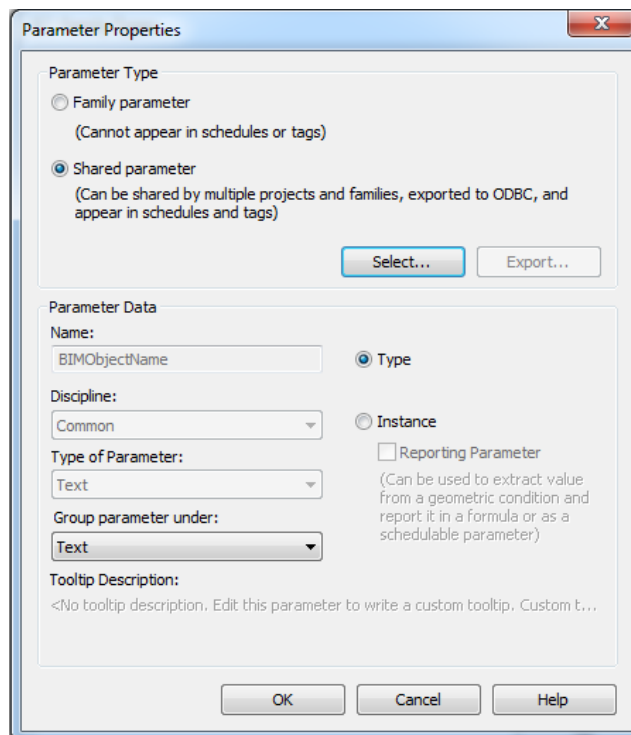 Parameter Properties
Parameter Type
Family parameter
(Cannot appear in schedules or tags)
Shared parameter
(Can be shared by multiple projects and families, exported to ODBC, and
appear in schedules and tags)
Select...
Export...
Parameter Data
Name:
BIMObjectName
Type
Discipline:
Common
Instance
Reporting Parameter
Type of Parameter:
Text
(Can be used to extract value
from a geometric condition and
report it in a formula or as a
schedulable parameter)
Group parameter under:
Text
Tooltip Description:
<No tooltip description. Edit this parameter to write a custom tooltip. Custom t...
OK
Cancel
Help